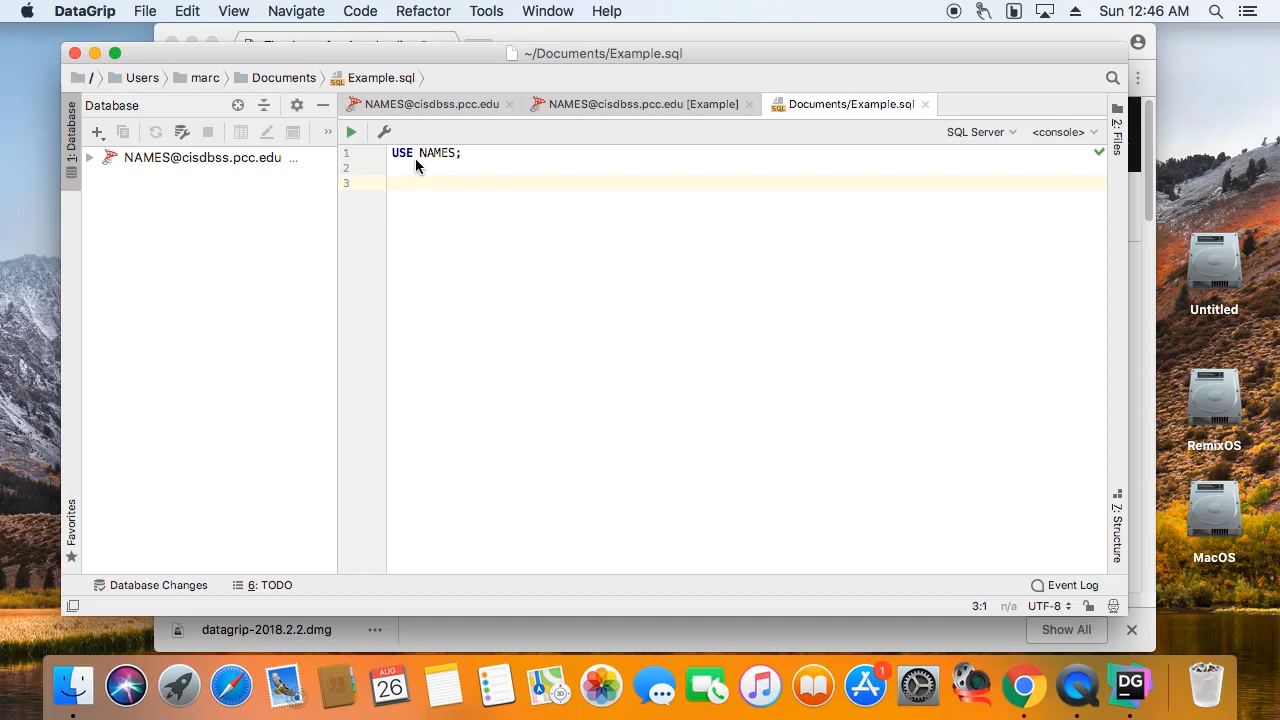 DataGrip File Edit View Navigate Code Refactor Tools Window Help Sun 12:46 AM
~/Documents/Example.sql
/ Users marc Documents Example.sql
Database NAMES@cisdbss.pcc.edu NAMES@cisdbss.pcc.edu [Example] Documents/Example.sql
SQL Server <console>
1: Database
NAMES@cisdbss.pcc.edu ...
1 USE NAMES;
2
3
2: Files
Z: Structure
Favorites
Untitled
RemixOS
MacOS
Database Changes 6: TODO Event Log
3:1 n/a UTF-8
datagrip-2018.2.2.dmg Show All
AUG
26
1
DG